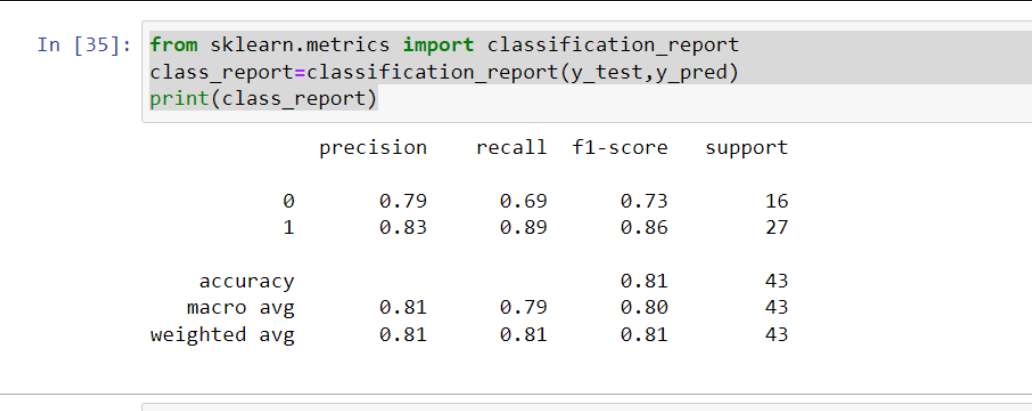 In [35]: from sklearn.metrics import classification_report
class_report=classification_report(y_test,y_pred)
print(class_report)
precision recall f1-score support
0 0.79 0.69 0.73 16
1 0.83 0.89 0.86 27
accuracy 0.81 43
macro avg 0.81 0.79 0.80 43
weighted avg 0.81 0.81 0.81 43